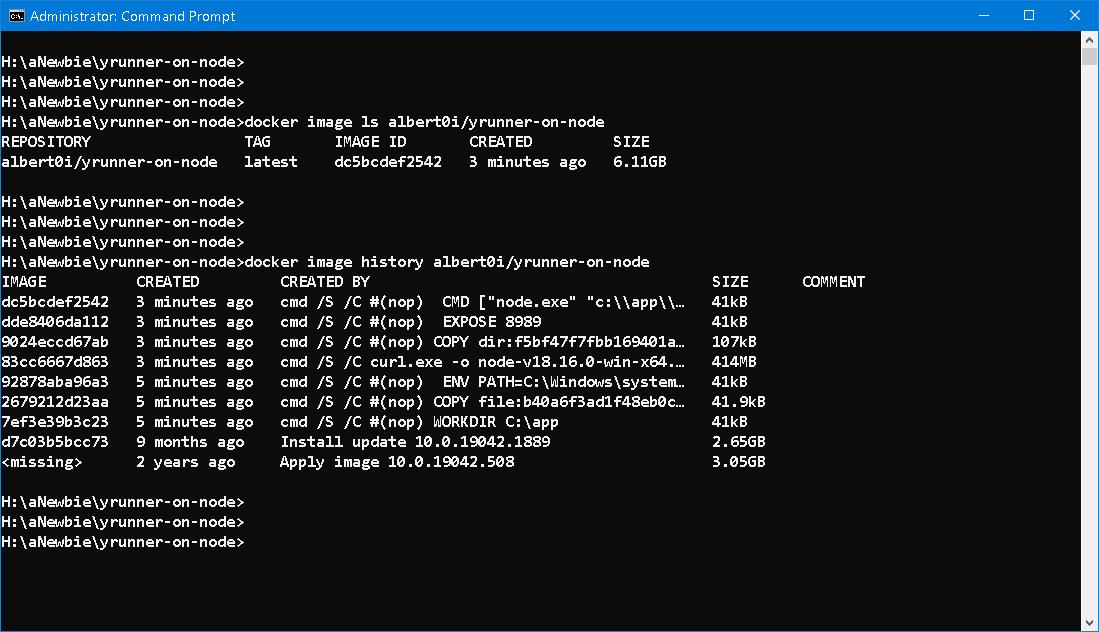 Administrator: Command Prompt
H:\aNewbie\yrunner-on-node>
H:\aNewbie\yrunner-on-node>
H:\aNewbie\yrunner-on-node>
H:\aNewbie\yrunner-on-node>docker image ls albert0i/yrunner-on-node
REPOSITORY                 TAG       IMAGE ID       CREATED         SIZE
albert0i/yrunner-on-node   latest    dc5bcdef2542   3 minutes ago   6.11GB
H:\aNewbie\yrunner-on-node>
H:\aNewbie\yrunner-on-node>
H:\aNewbie\yrunner-on-node>
H:\aNewbie\yrunner-on-node>docker image history albert0i/yrunner-on-node
IMAGE          CREATED         CREATED BY                                      SIZE      COMMENT
dc5bcdef2542   3 minutes ago   cmd /S /C #(nop)  CMD ["node.exe" "c:\\app\\…   41kB
dde8406da112   3 minutes ago   cmd /S /C #(nop)  EXPOSE 8989                   41kB
9024eccd67ab   3 minutes ago   cmd /S /C #(nop) COPY dir:f5bf47f7fbb169401a…   107kB
83cc6667d863   3 minutes ago   cmd /S /C curl.exe -o node-v18.16.0-win-x64.…   414MB
92878aba96a3   5 minutes ago   cmd /S /C #(nop)  ENV PATH=C:\Windows\system…   41kB
2679212d23aa   5 minutes ago   cmd /S /C #(nop) COPY file:b40a6f3ad1f48eb0c…   41.9kB
7ef3e39b3c23   5 minutes ago   cmd /S /C #(nop) WORKDIR C:\app                 41kB
d7c03b5bcc73   9 months ago    Install update 10.0.19042.1889                  2.65GB
<missing>      2 years ago     Apply image 10.0.19042.508                      3.05GB
H:\aNewbie\yrunner-on-node>
H:\aNewbie\yrunner-on-node>
H:\aNewbie\yrunner-on-node>